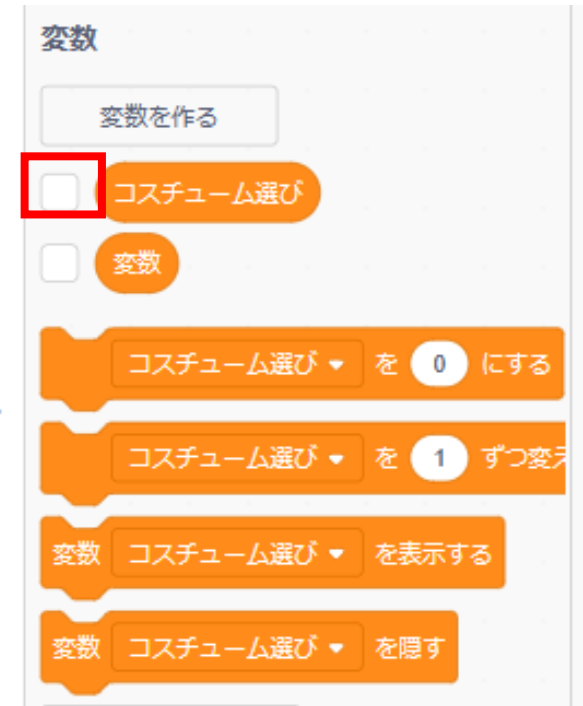 変数
変数を作る
コスチューム選び
変数
コスチューム選び を 0 にする
コスチューム選び を 1 ずつ変え
変数 コスチューム選び を表示する
変数 コスチューム選び を隠す